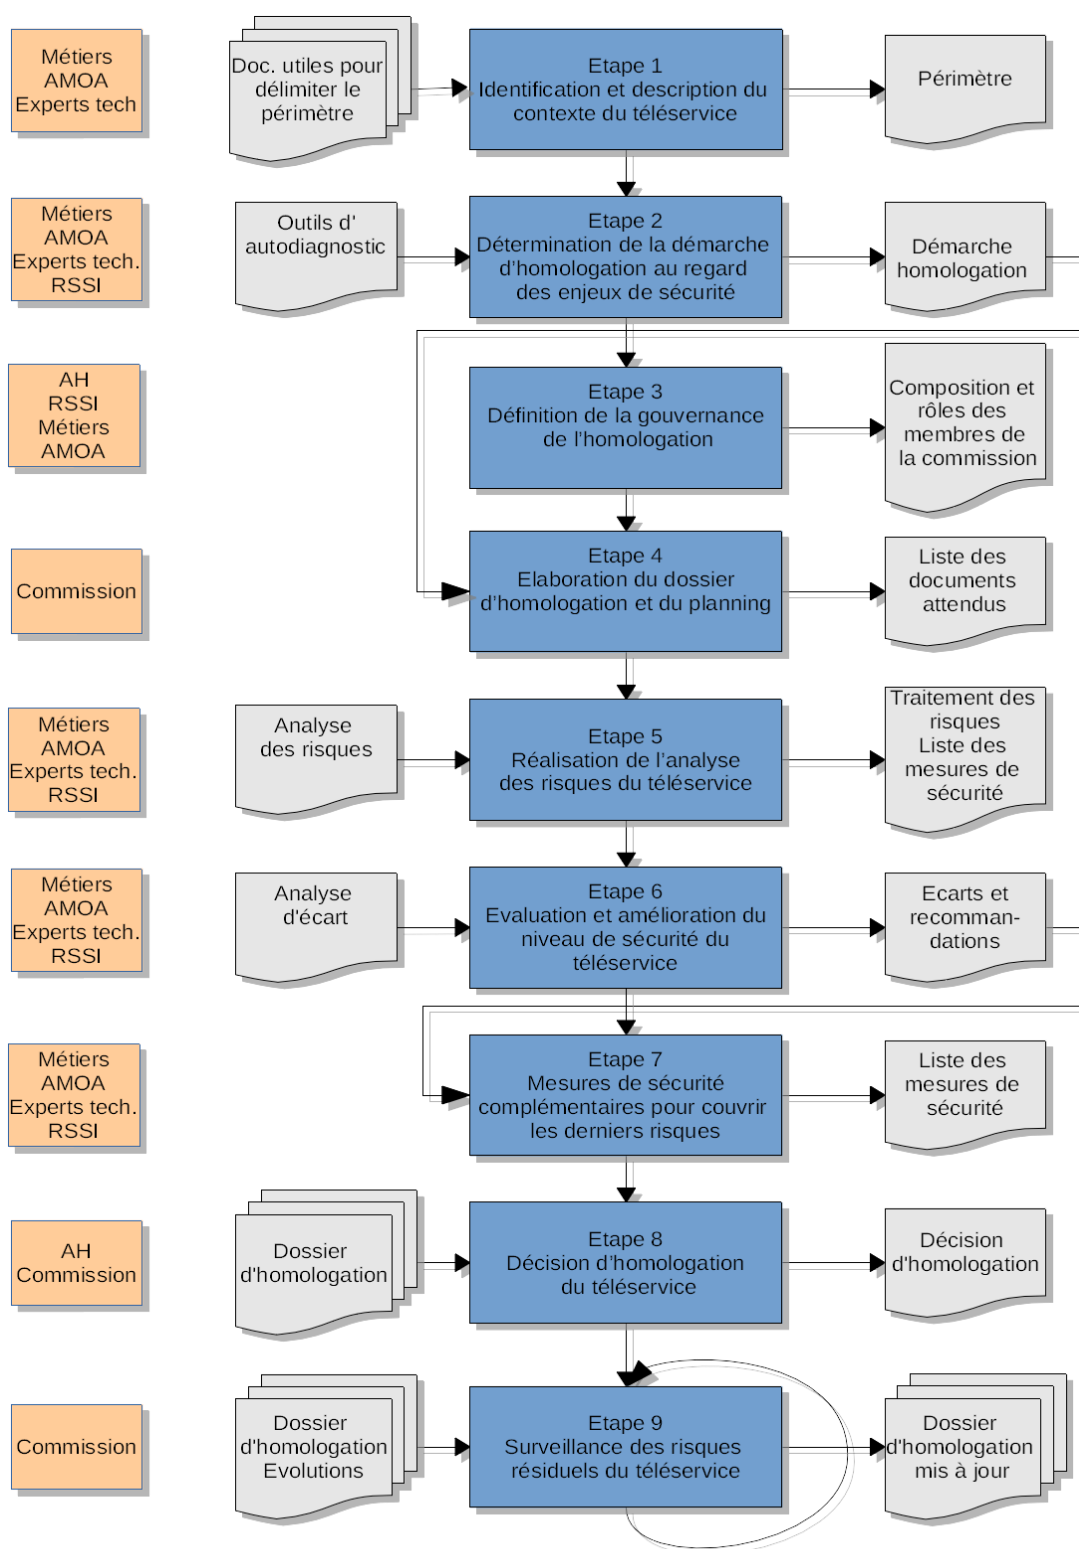 Métiers
AMOA
Experts tech
Doc. utiles pour
délimiter le
périmètre
Etape 1
Identification et description du
contexte du téléservice
Périmètre
Métiers
AMOA
Experts tech.
RSSI
Outils d'
autodiagnostic
Etape 2
Détermination de la démarche
d'homologation au regard
des enjeux de sécurité
Démarche
homologation
AH
RSSI
Métiers
AMOA
Etape 3
Définition de la gouvernance
de l'homologation
Composition et
rôles des
membres de
la commission
Commission
Etape 4
Elaboration du dossier
d'homologation et du planning
Liste des
documents
attendus
Métiers
AMOA
Experts tech.
RSSI
Analyse
des risques
Etape 5
Réalisation de l'analyse
des risques du téléservice
Traitement des
risques
Liste des
mesures de
sécurité
Métiers
AMOA
Experts tech.
RSSI
Analyse
d'écart
Etape 6
Evaluation et amélioration du
niveau de sécurité du
téléservice
Ecarts et
recomman-
dations
Métiers
AMOA
Experts tech.
RSSI
Etape 7
Mesures de sécurité
complémentaires pour couvrir
les derniers risques
Liste des
mesures de
sécurité
AH
Commission
Dossier
d'homologation
Etape 8
Décision d'homologation
du téléservice
Décision
d'homologation
Commission
Dossier
d'homologation
Evolutions
Etape 9
Surveillance des risques
résiduels du téléservice
Dossier
d'homologation
mis à jour